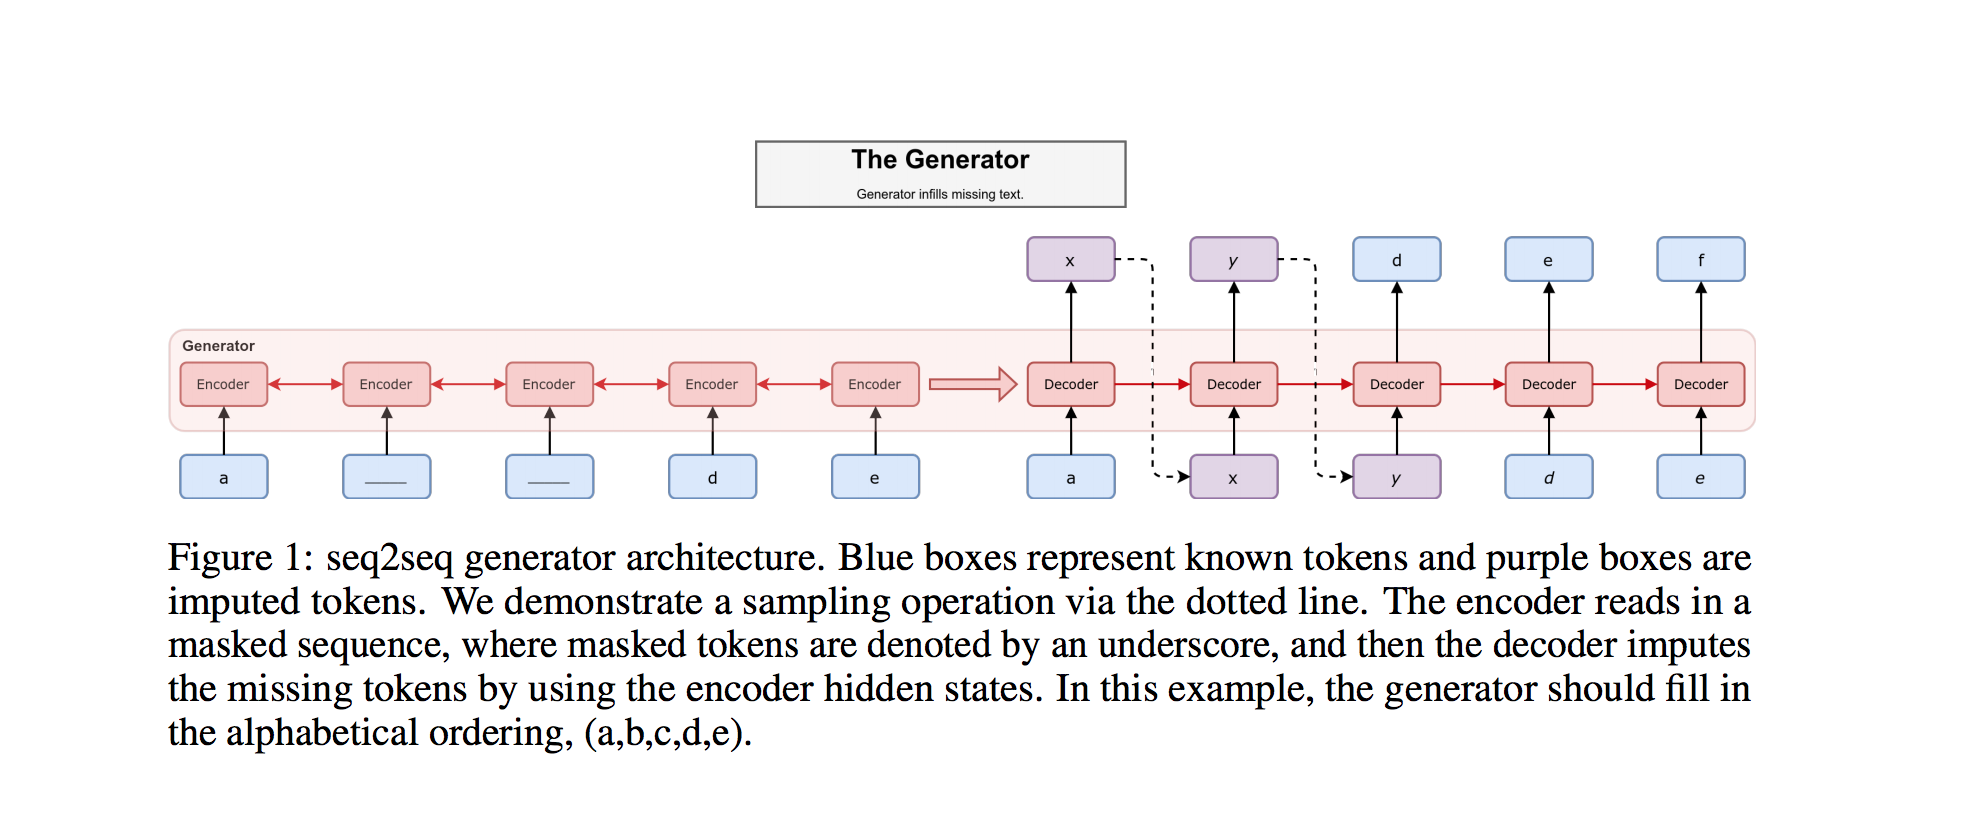 The Generator
Generator infills missing text.
x y d e f
Generator
Encoder Encoder Encoder Encoder Encoder Decoder Decoder Decoder Decoder Decoder
a ____ ____ d e a x y d e
Figure 1: seq2seq generator architecture. Blue boxes represent known tokens and purple boxes are
imputed tokens. We demonstrate a sampling operation via the dotted line. The encoder reads in a
masked sequence, where masked tokens are denoted by an underscore, and then the decoder imputes
the missing tokens by using the encoder hidden states. In this example, the generator should fill in
the alphabetical ordering, (a,b,c,d,e).